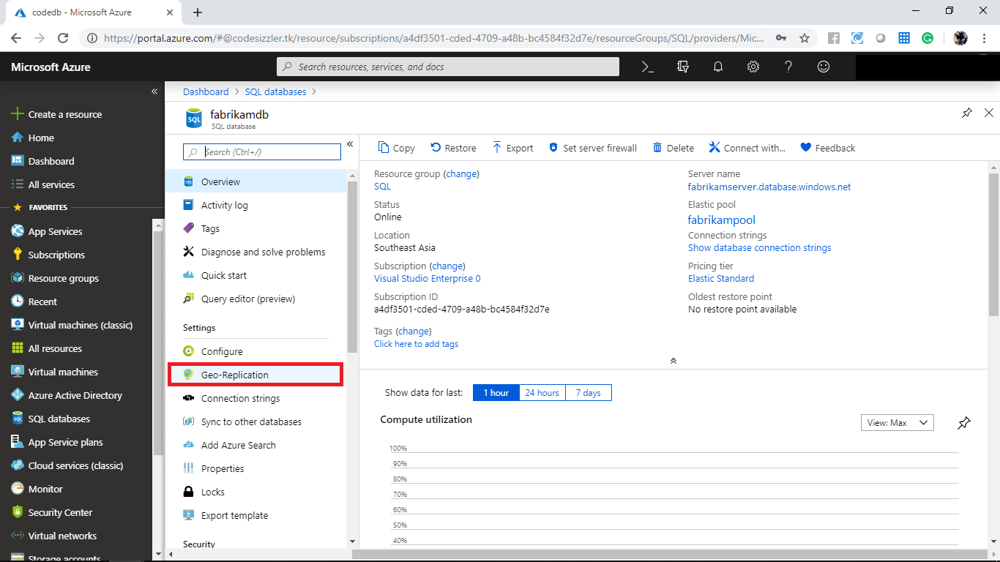 codedb - Microsoft Azure
https://portal.azure.com/#@codesizzler.tk/resource/subscriptions/a4df3501-cded-4709-a48b-bc4584f32d7e/resourceGroups/SQL/providers/Mic...
Microsoft Azure
Search resources, services, and docs
Create a resource
Home
Dashboard
All services
FAVORITES
App Services
Subscriptions
Resource groups
Recent
Virtual machines (classic)
All resources
Virtual machines
Azure Active Directory
SQL databases
App Service plans
Cloud services (classic)
Monitor
Security Center
Virtual networks
Storage accounts
Dashboard > SQL databases >
fabrikamdb
SQL database
Search (Ctrl+/)
Overview
Activity log
Tags
Diagnose and solve problems
Quick start
Query editor (preview)
Settings
Configure
Geo-Replication
Connection strings
Sync to other databases
Add Azure Search
Properties
Locks
Export template
Security
Copy Restore Export Set server firewall Delete Connect with... Feedback
Resource group (change)
SQL
Status
Online
Location
Southeast Asia
Subscription (change)
Visual Studio Enterprise 0
Subscription ID
a4df3501-cded-4709-a48b-bc4584f32d7e
Tags (change)
Click here to add tags
Server name
fabrikamserver.database.windows.net
Elastic pool
fabrikampool
Connection strings
Show database connection strings
Pricing tier
Elastic Standard
Oldest restore point
No restore point available
Show data for last: 1 hour 24 hours 7 days
Compute utilization
View: Max
100%
90%
80%
70%
60%
50%
40%